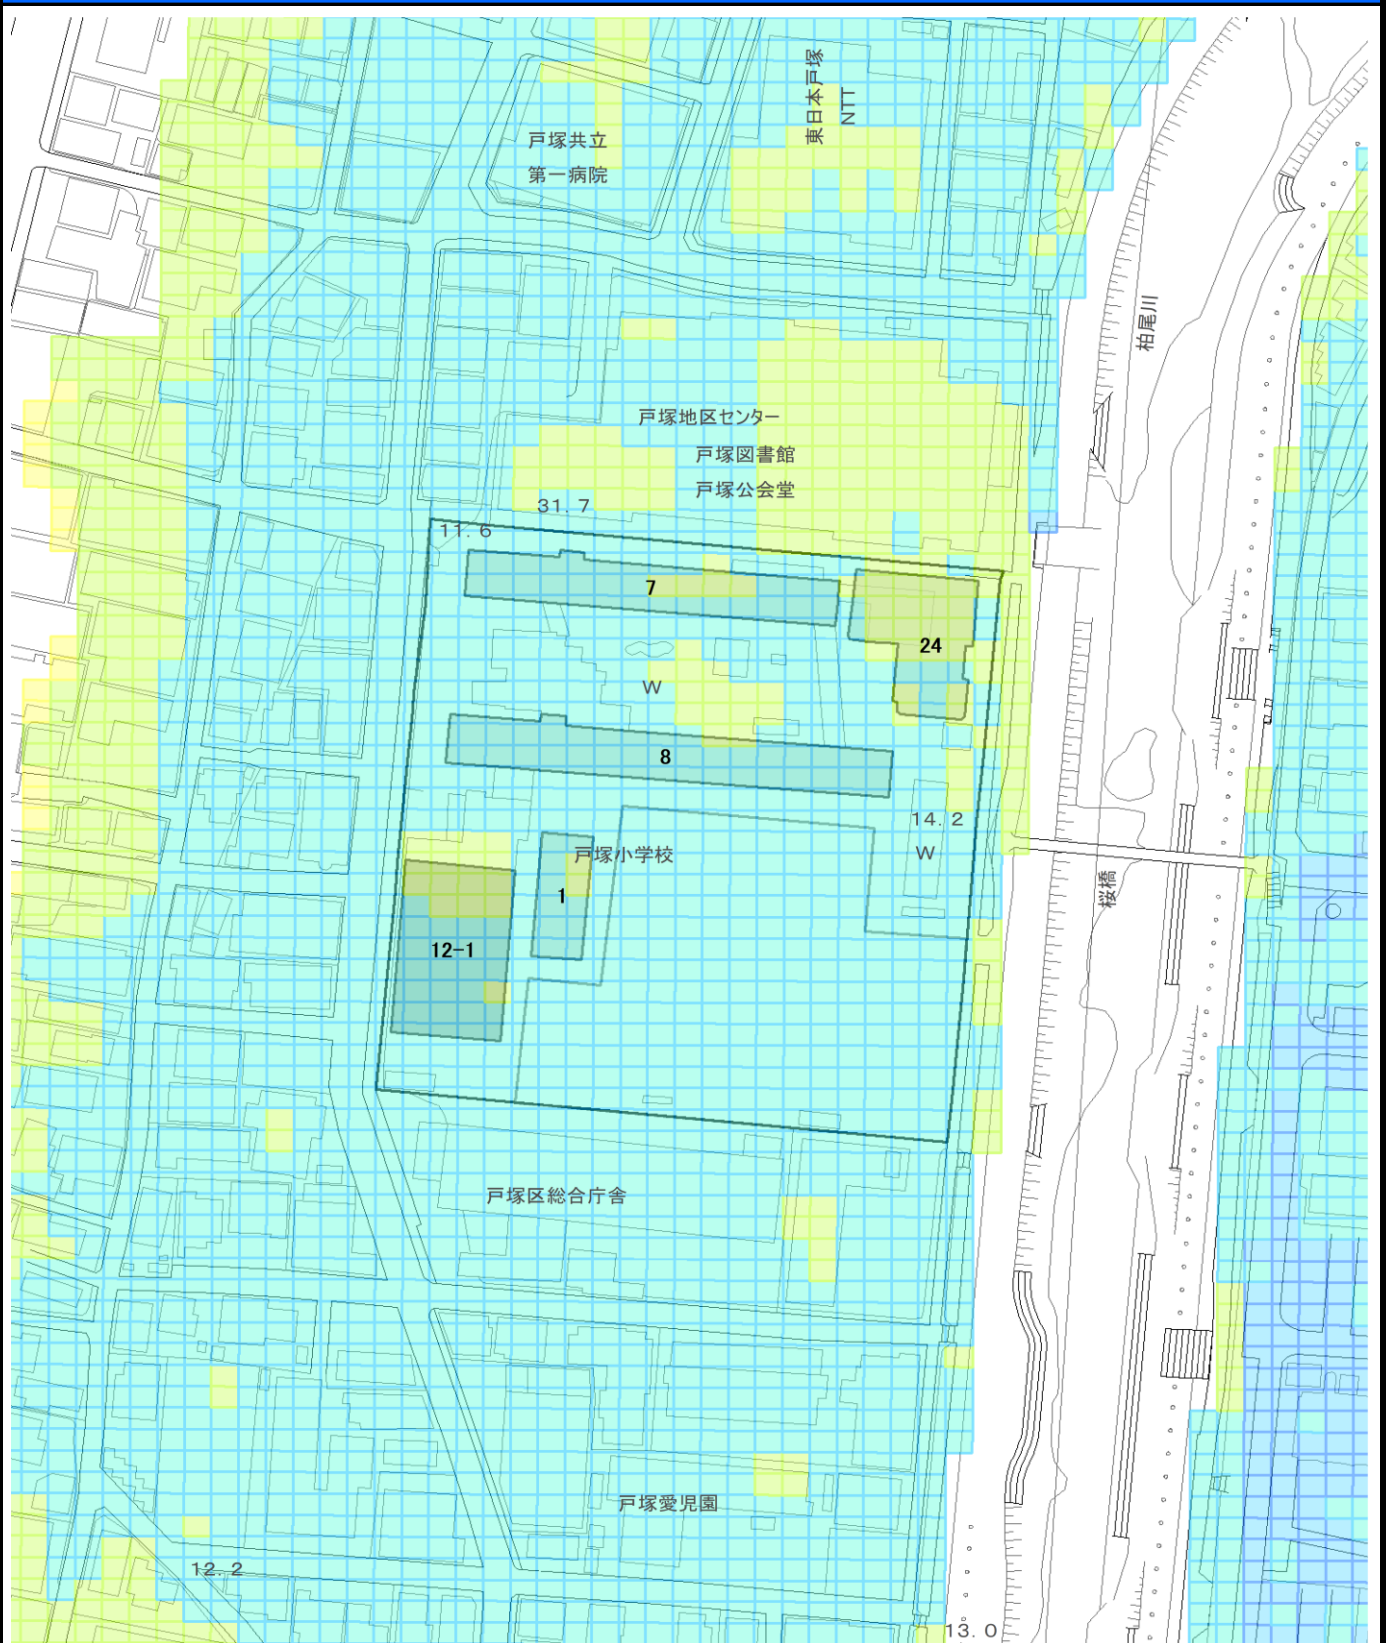 東日本戸塚
NTT
戸塚共立
第一病院
柏尾川
戸塚地区センター
戸塚図書館
戸塚公会堂
31.7
11.6
7
24
W
8
14.2
W
戸塚小学校
桜橋
1
12-1
戸塚区総合庁舎
戸塚愛児園
12.2
13.0